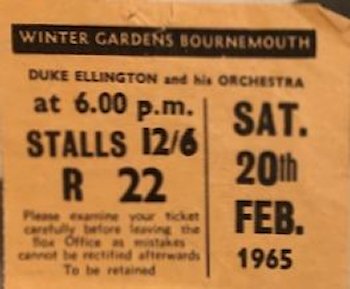 WINTER GARDENS BOURNEMOUTH
DUKE ELLINGTON and his ORCHESTRA
at 6.00 p.m.
STALLS 12/6
R 22
Please examine your ticket
carefully before leaving the
Box Office as mistakes
cannot be rectified afterwards
To be retained
SAT.
20th
FEB.
1965